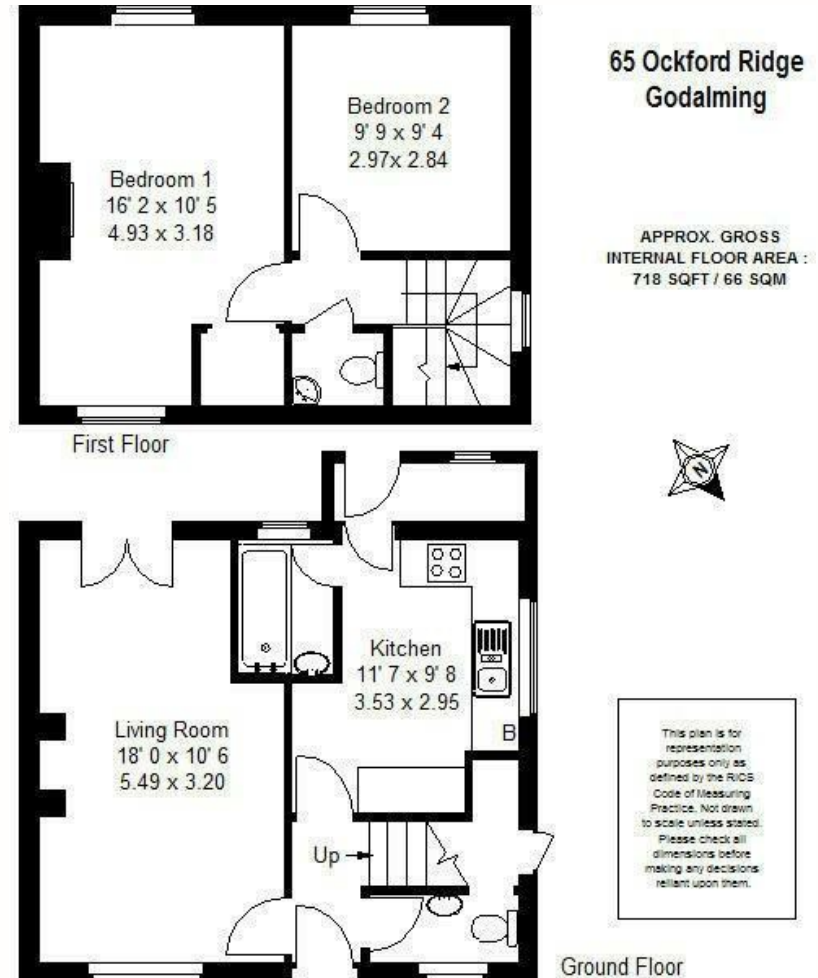 65 Ockford Ridge
Godalming
Bedroom 2
9' 9 x 9' 4
2.97x 2.84
Bedroom 1
16' 2 x 10' 5
4.93 x 3.18
APPROX. GROSS
INTERNAL FLOOR AREA :
718 SQFT / 66 SQM
First Floor
N
Kitchen
11' 7 x 9' 8
3.53 x 2.95
B
Living Room
18' 0 x 10' 6
5.49 x 3.20
Up
This plan is for
representation
purposes only as
defined by the RICS
Code of Measuring
Practice. Not drawn
to scale unless stated.
Please check all
dimensions before
making any decisions
reliant upon them.
Ground Floor